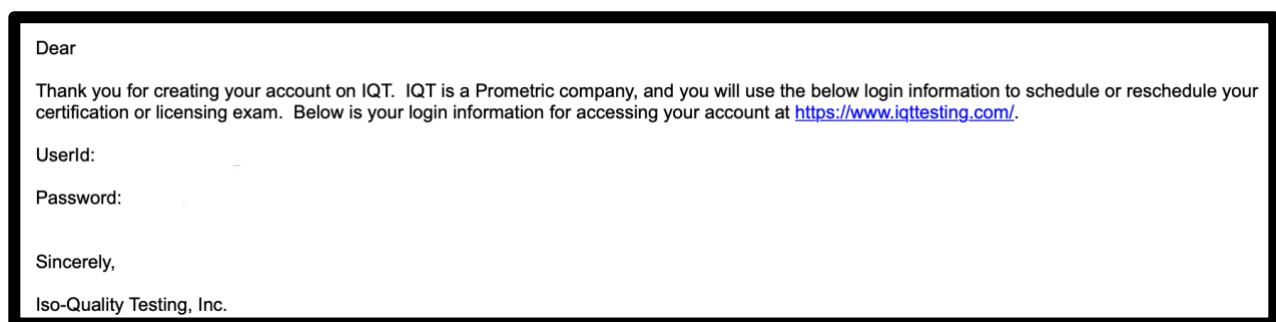 Dear
Thank you for creating your account on IQT.  IQT is a Prometric company, and you will use the below login information to schedule or reschedule your
certification or licensing exam.  Below is your login information for accessing your account at https://www.iqttesting.com/.
UserId:
Password:
Sincerely,
Iso-Quality Testing, Inc.